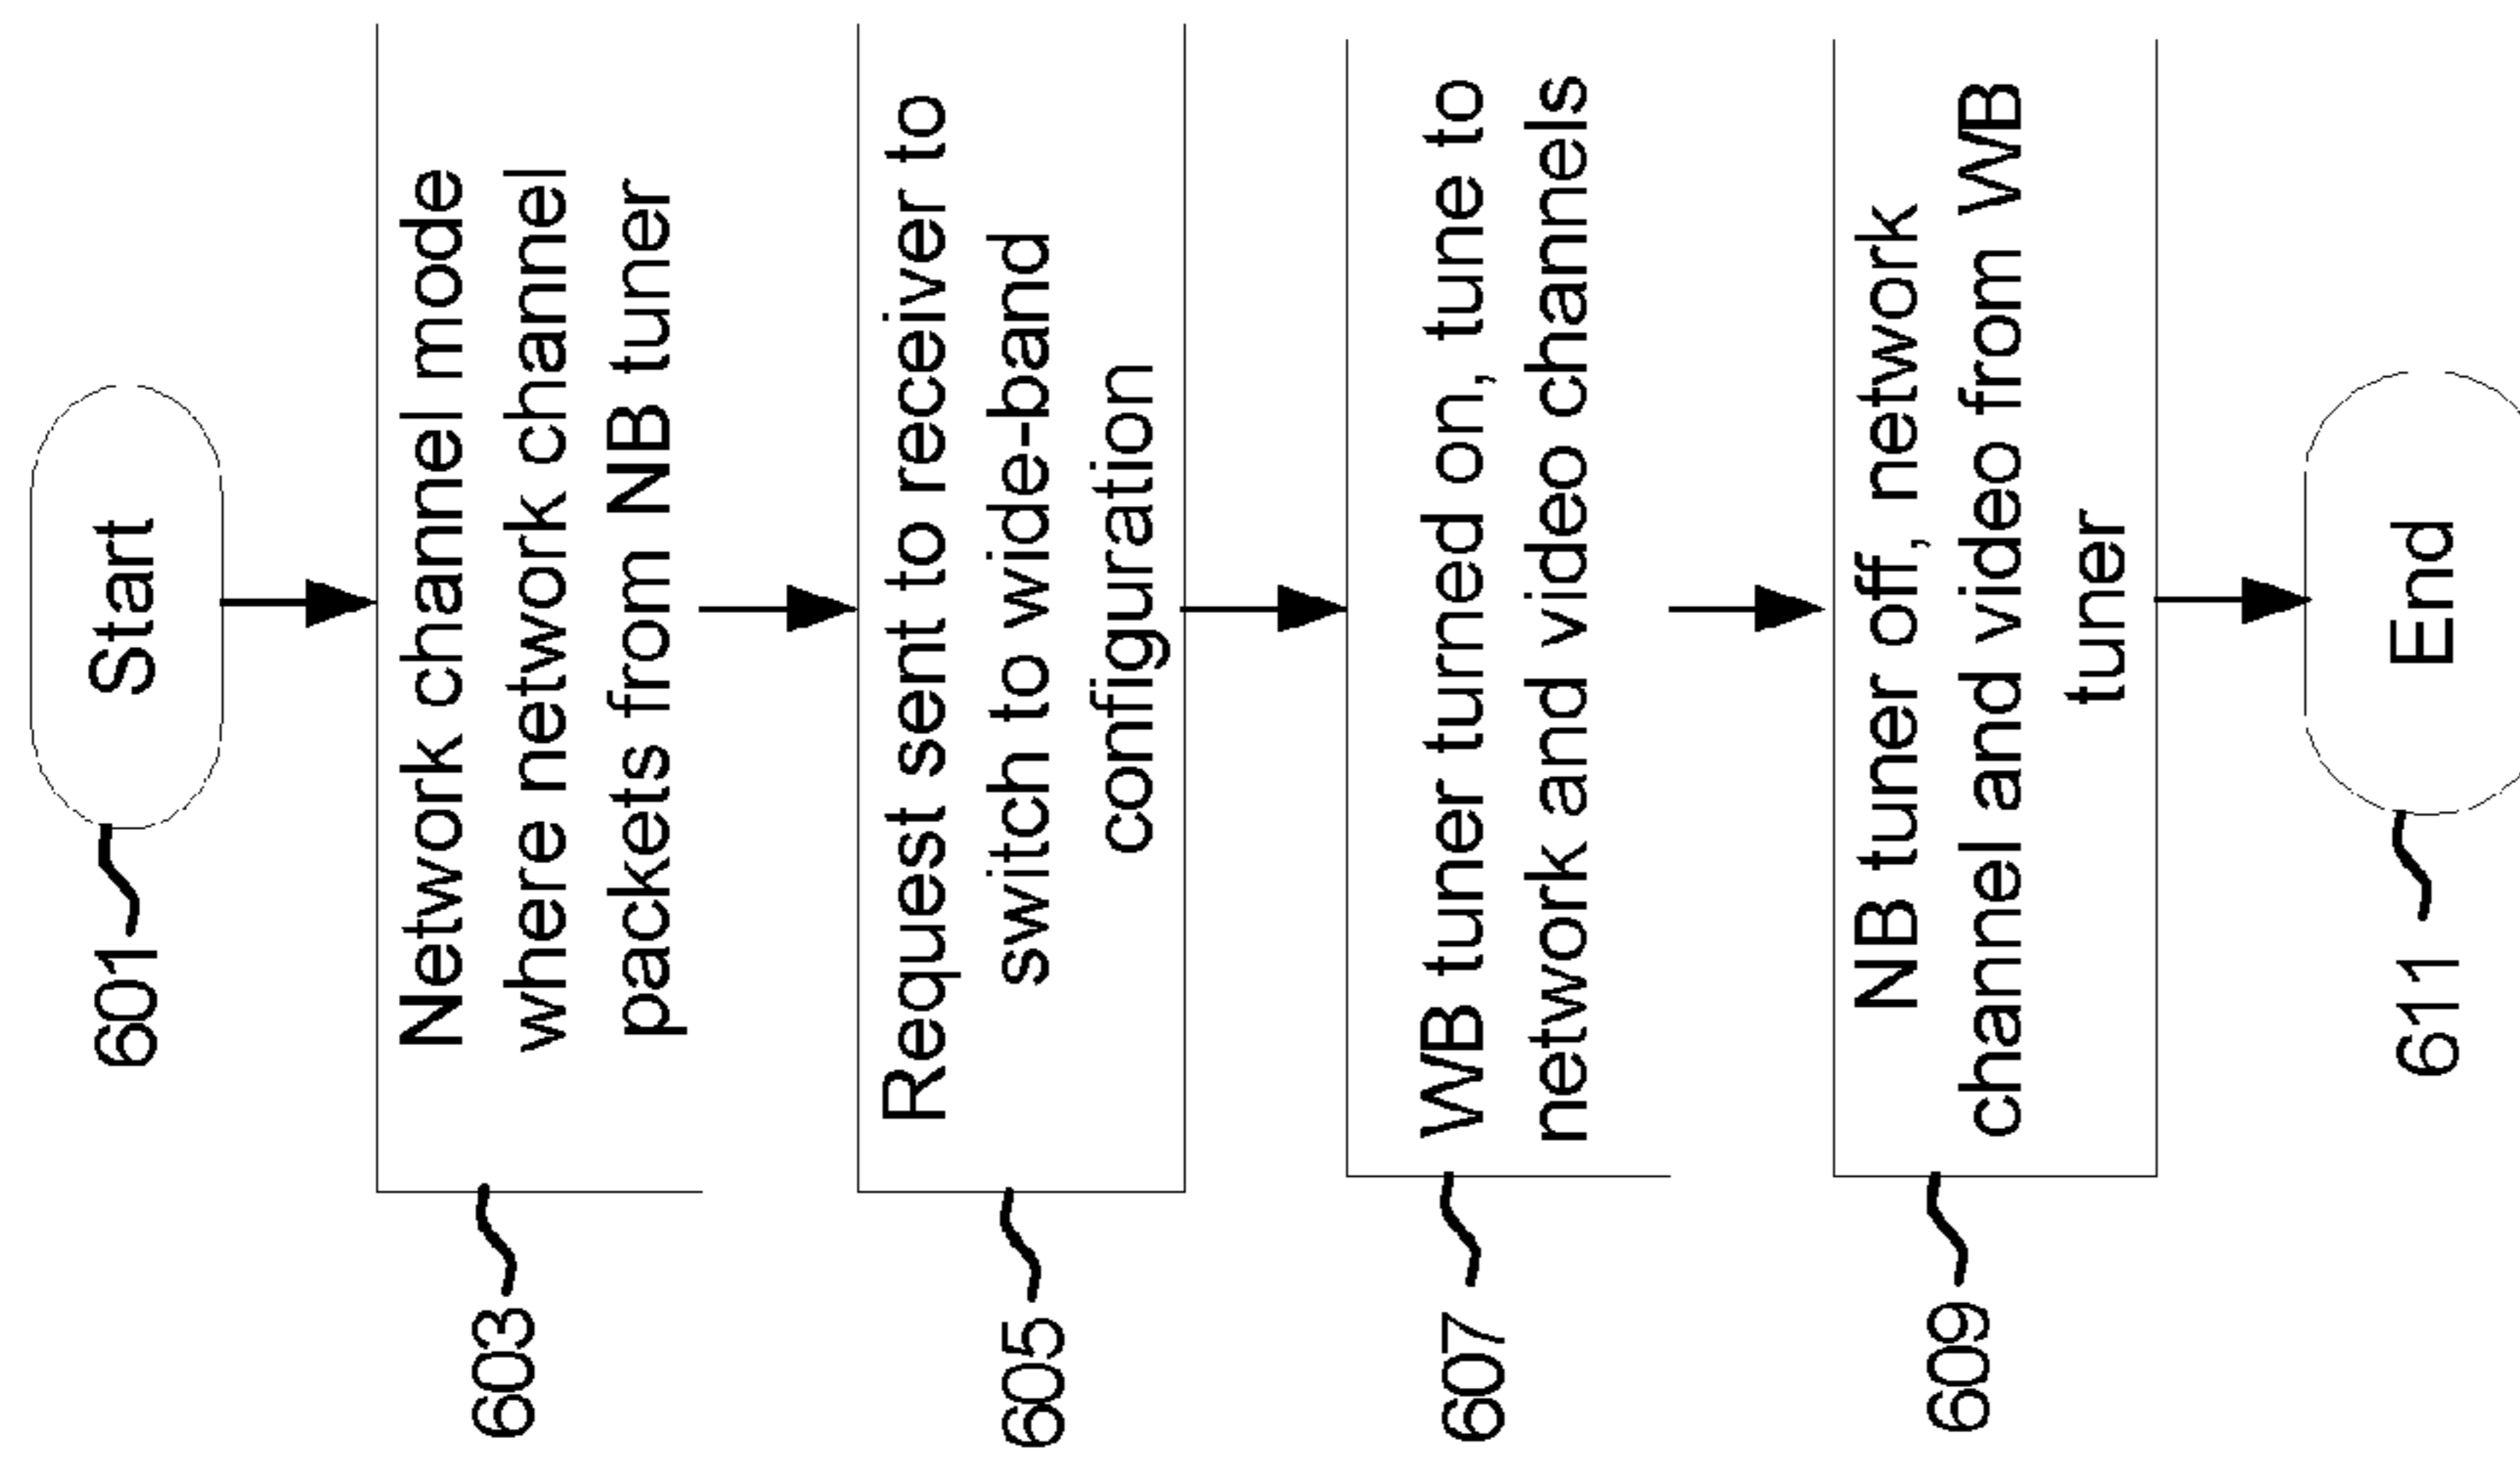 601
Start
603
Network channel mode
where network channel
packets from NB tuner
605
Request sent to receiver to
switch to wide-band
configuration
607
WB tuner turned on, tune to
network and video channels
609
NB tuner off, network
channel and video from WB
tuner
611
End